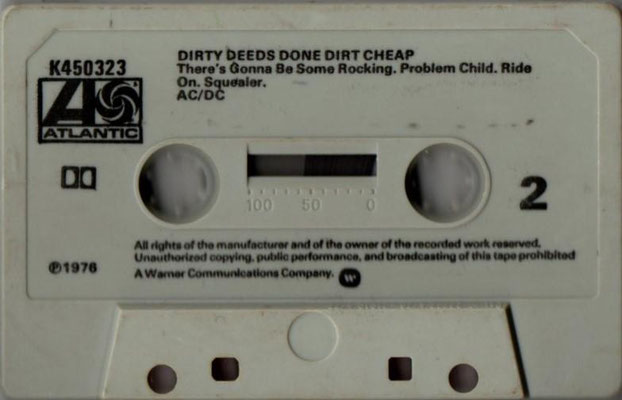 K450323
DIRTY DEEDS DONE DIRT CHEAP
There's Gonna Be Some Rocking. Problem Child. Ride
On. Squealer.
AC/DC
ATLANTIC
2
100 50 0
All rights of the manufacturer and of the owner of the recorded work reserved.
Unauthorized copying, public performance, and broadcasting of this tape prohibited
℗1976
A Warner Communications Company.